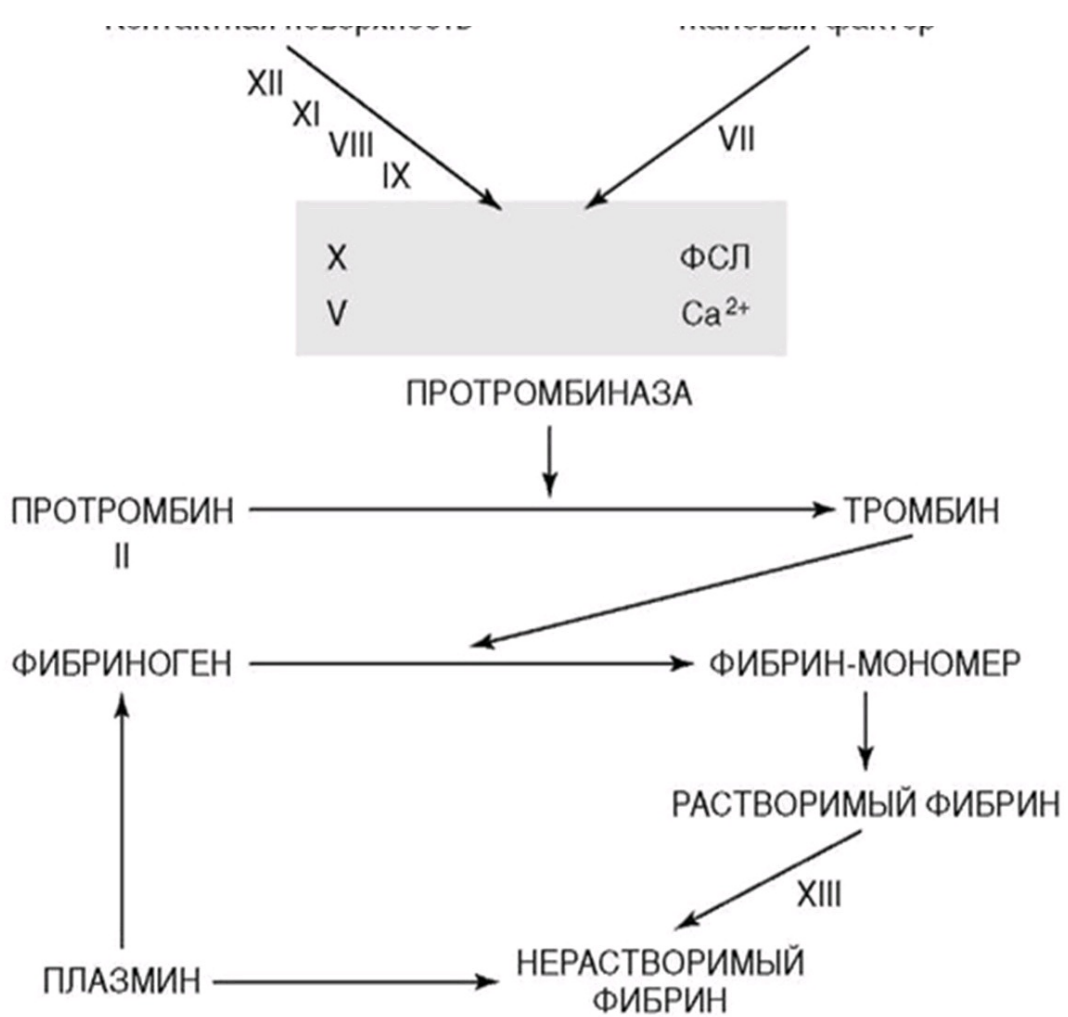 XII
XI
VIII
IX
VII
X
ФСЛ
V
Ca²⁺
ПРОТРОМБИНАЗА
ПРОТРОМБИН
ТРОМБИН
II
ФИБРИНОГЕН
ФИБРИН-МОНОМЕР
РАСТВОРИМЫЙ ФИБРИН
XIII
ПЛАЗМИН
НЕРАСТВОРИМЫЙ
ФИБРИН